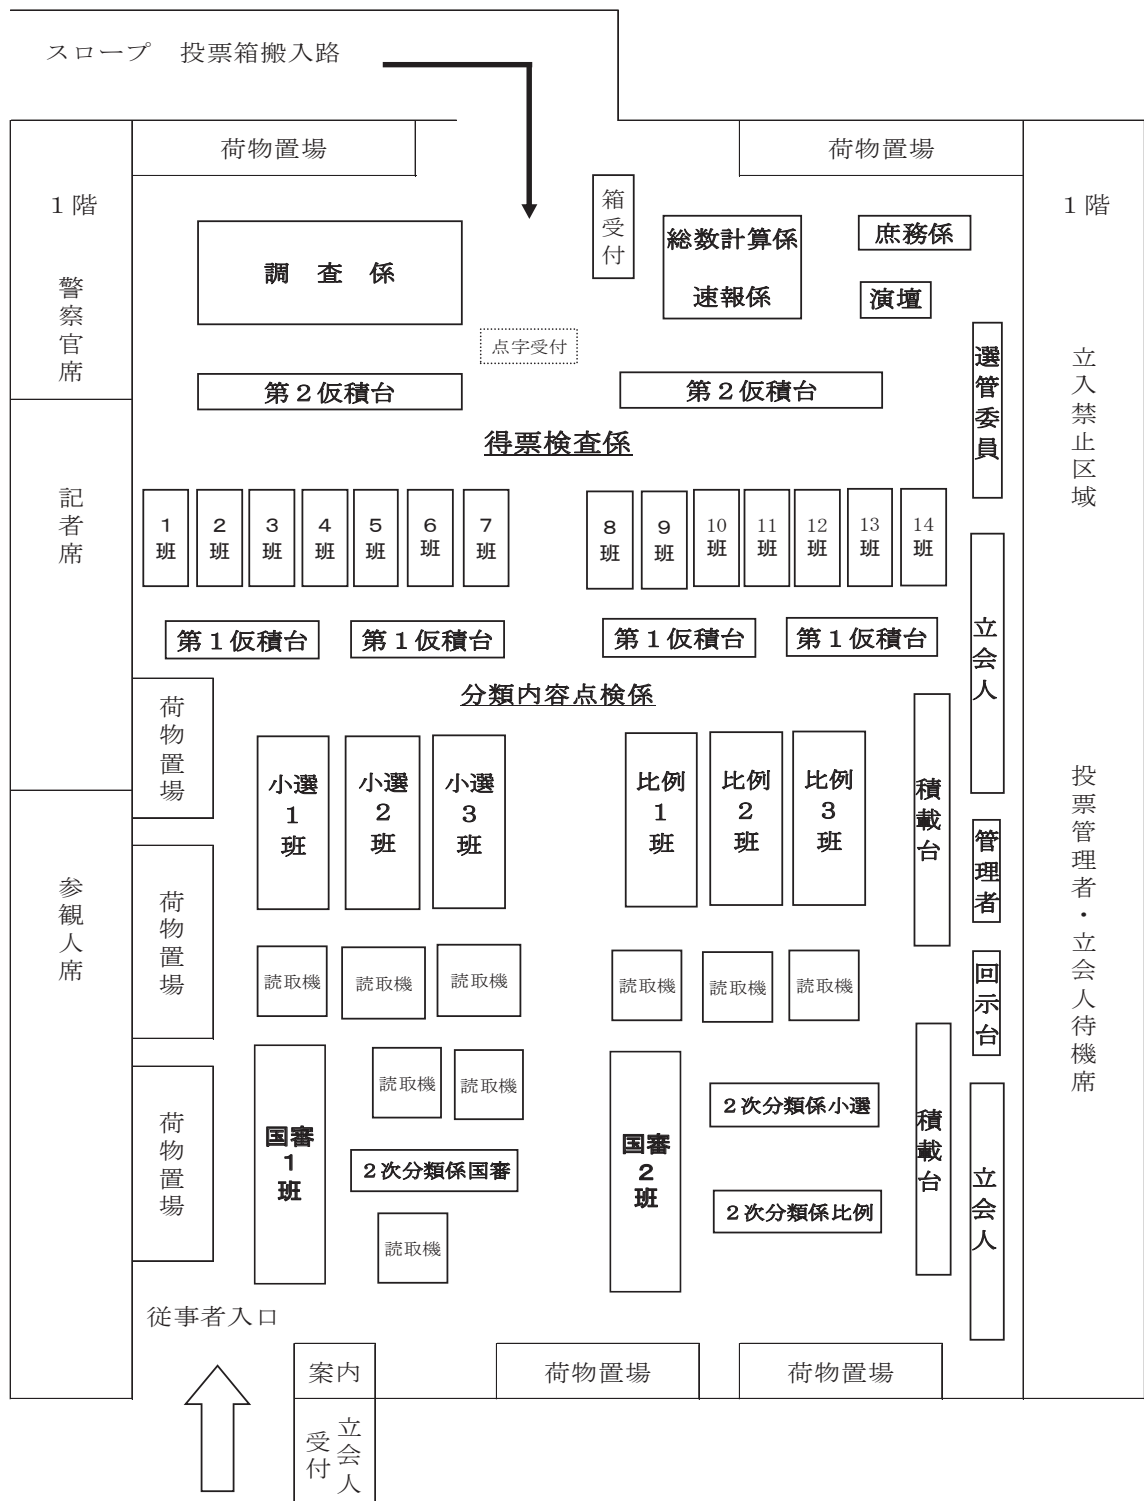 スロープ　投票箱搬入路
荷物置場
荷物置場
１階
警察官席
記者席
参観人席
箱受付
総数計算係
速報係
庶務係
演壇
調　査　係
点字受付
第２仮積台
第２仮積台
選管委員
得票検査係
１班
２班
３班
４班
５班
６班
７班
８班
９班
10班
11班
12班
13班
14班
第１仮積台
第１仮積台
第１仮積台
第１仮積台
立会人
分類内容点検係
荷物置場
小選１班
小選２班
小選３班
比例１班
比例２班
比例３班
積載台
管理者
荷物置場
読取機
読取機
読取機
読取機
読取機
読取機
回示台
荷物置場
国審１班
読取機
読取機
２次分類係国審
読取機
国審２班
２次分類係小選
２次分類係比例
積載台
立会人
１階
立入禁止区域
投票管理者・立会人待機席
従事者入口
案内
立会人
受付
荷物置場
荷物置場